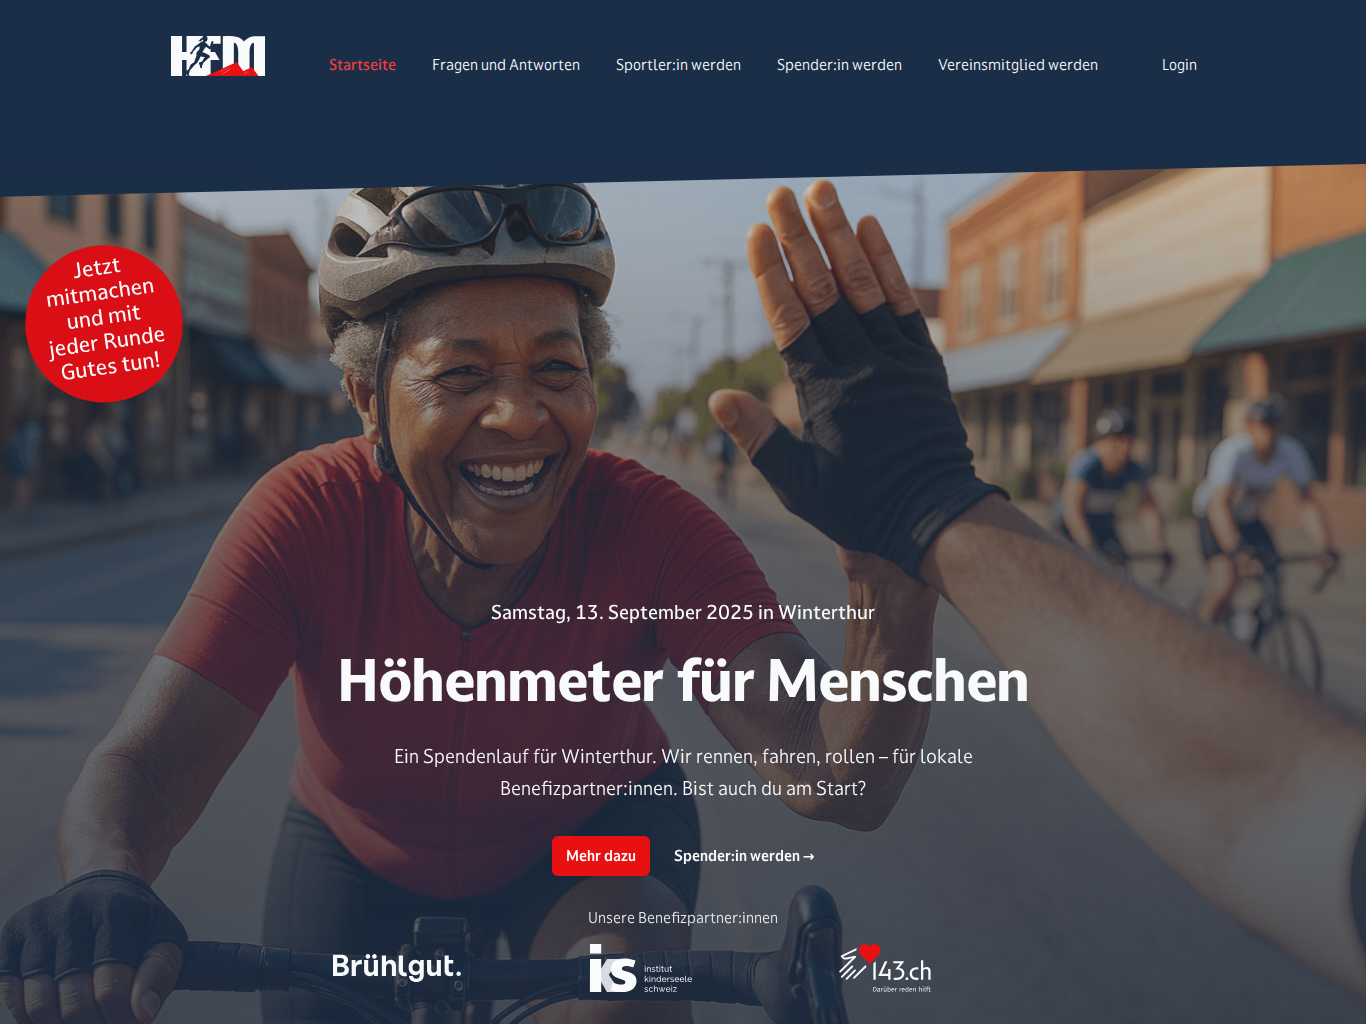 HFM
Startseite
Fragen und Antworten
Sportler:in werden
Spender:in werden
Vereinsmitglied werden
Login
Jetzt
mitmachen
und mit
jeder Runde
Gutes tun!
Samstag, 13. September 2025 in Winterthur
Höhenmeter für Menschen
Ein Spendenlauf für Winterthur. Wir rennen, fahren, rollen – für lokale
Benefizpartner:innen. Bist auch du am Start?
Mehr dazu
Spender:in werden →
Unsere Benefizpartner:innen
Brühlgut.
iks
institut
kinderseele
schweiz
143.ch
Darüber reden hilft